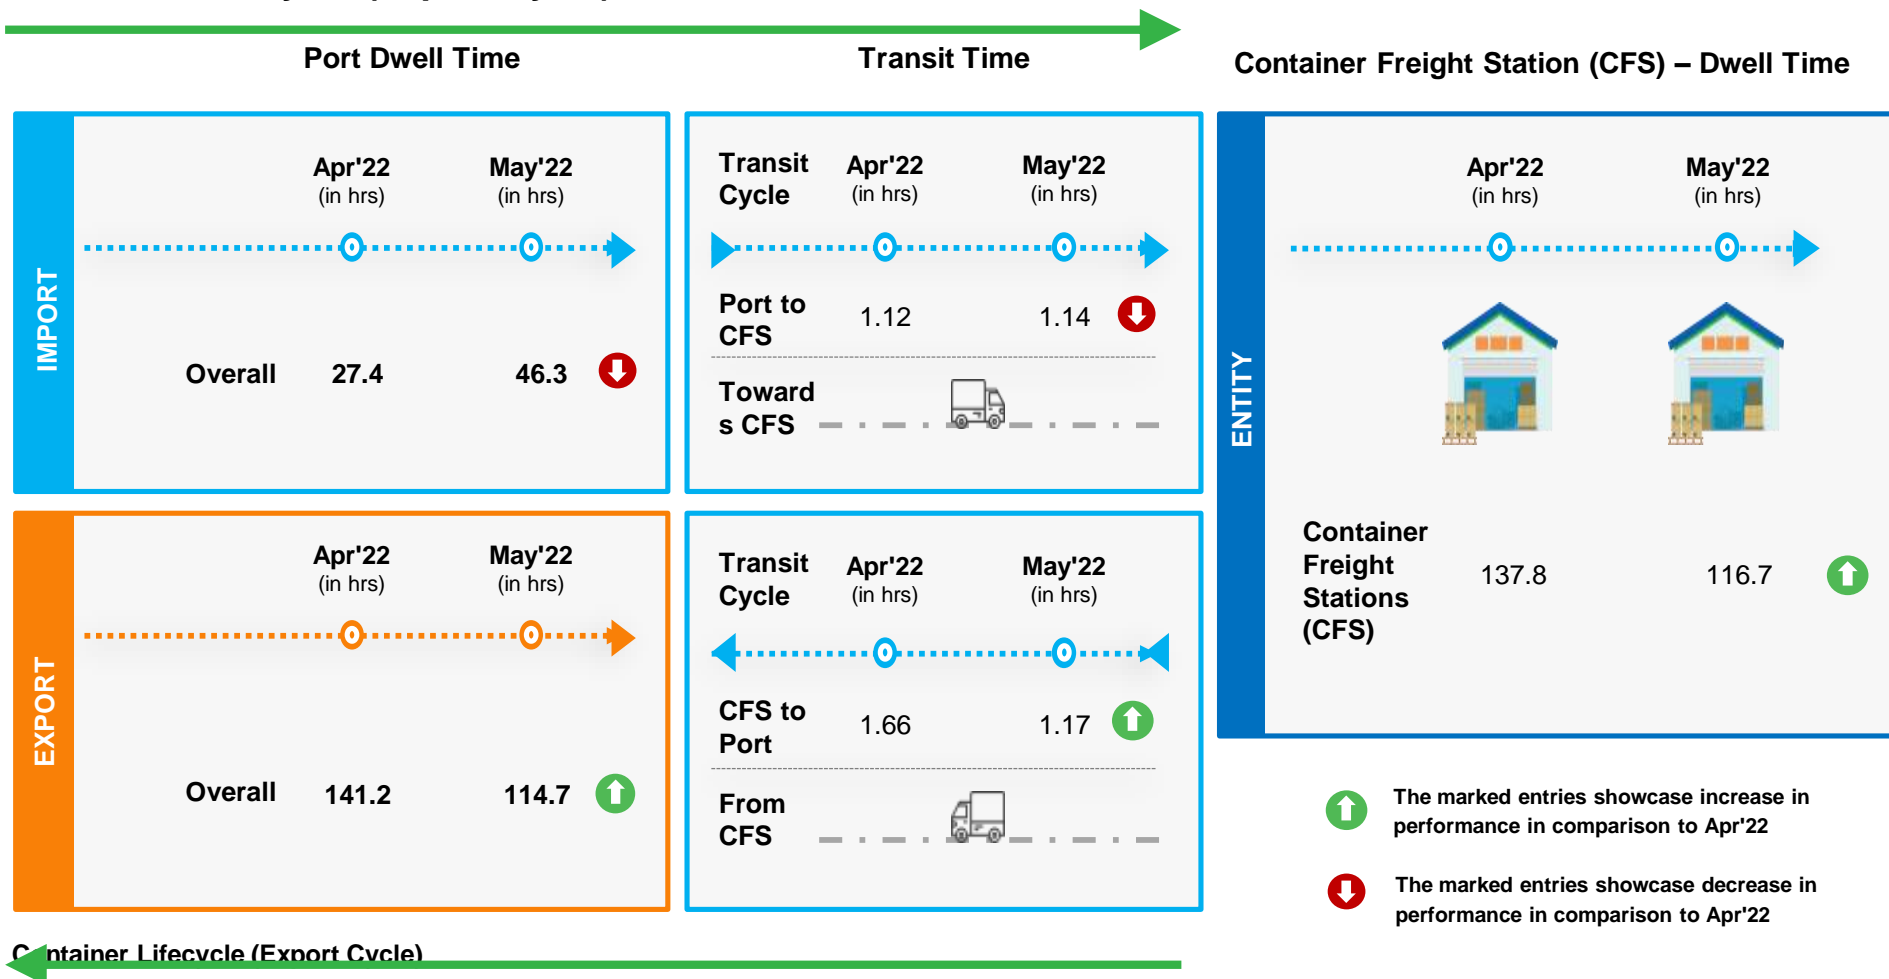 Port Dwell Time
Transit Time
Container Freight Station (CFS) – Dwell Time
IMPORT
Apr'22
(in hrs)
May'22
(in hrs)
Overall 27.4 46.3
Transit
Cycle
Apr'22
(in hrs)
May'22
(in hrs)
Port to
CFS
1.12 1.14
Toward
s CFS
ENTITY
Apr'22
(in hrs)
May'22
(in hrs)
Container
Freight
Stations
(CFS)
137.8 116.7
EXPORT
Apr'22
(in hrs)
May'22
(in hrs)
Overall 141.2 114.7
Transit
Cycle
Apr'22
(in hrs)
May'22
(in hrs)
CFS to
Port
1.66 1.17
From
CFS
The marked entries showcase increase in
performance in comparison to Apr'22
The marked entries showcase decrease in
performance in comparison to Apr'22
Container Lifecycle (Export Cycle)